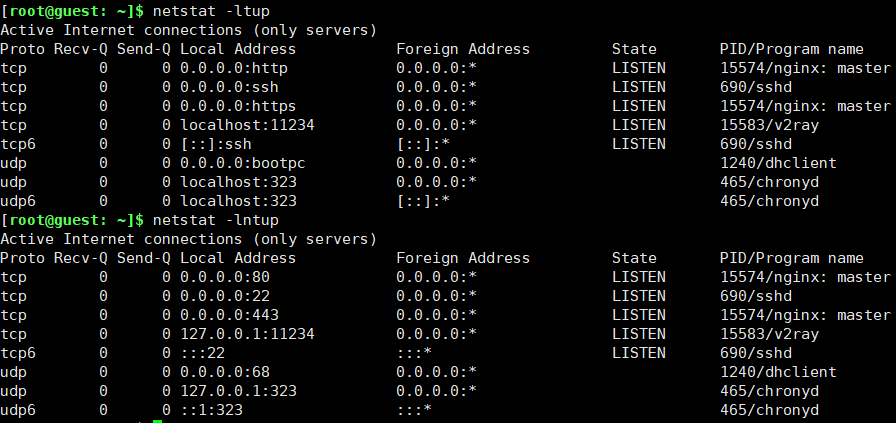 [root@guest: ~]$ netstat -ltup
Active Internet connections (only servers)
Proto Recv-Q Send-Q Local Address           Foreign Address         State       PID/Program name
tcp        0      0 0.0.0.0:http            0.0.0.0:*               LISTEN      15574/nginx: master
tcp        0      0 0.0.0.0:ssh             0.0.0.0:*               LISTEN      690/sshd
tcp        0      0 0.0.0.0:https           0.0.0.0:*               LISTEN      15574/nginx: master
tcp        0      0 localhost:11234         0.0.0.0:*               LISTEN      15583/v2ray
tcp6       0      0 [::]:ssh                [::]:*                  LISTEN      690/sshd
udp        0      0 0.0.0.0:bootpc          0.0.0.0:*                           1240/dhclient
udp        0      0 localhost:323           0.0.0.0:*                           465/chronyd
udp6       0      0 localhost:323           [::]:*                              465/chronyd
[root@guest: ~]$ netstat -lntup
Active Internet connections (only servers)
Proto Recv-Q Send-Q Local Address           Foreign Address         State       PID/Program name
tcp        0      0 0.0.0.0:80              0.0.0.0:*               LISTEN      15574/nginx: master
tcp        0      0 0.0.0.0:22              0.0.0.0:*               LISTEN      690/sshd
tcp        0      0 0.0.0.0:443             0.0.0.0:*               LISTEN      15574/nginx: master
tcp        0      0 127.0.0.1:11234         0.0.0.0:*               LISTEN      15583/v2ray
tcp6       0      0 :::22                   :::*                    LISTEN      690/sshd
udp        0      0 0.0.0.0:68              0.0.0.0:*                           1240/dhclient
udp        0      0 127.0.0.1:323           0.0.0.0:*                           465/chronyd
udp6       0      0 ::1:323                 :::*                                465/chronyd